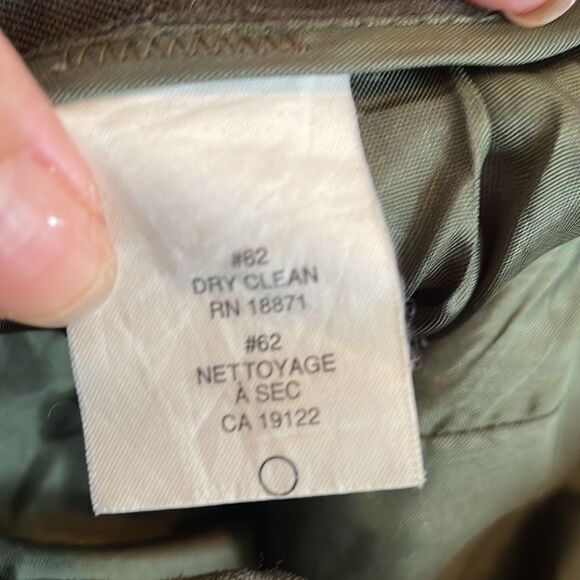 #62
DRY CLEAN
RN 18871
#62
NETTOYAGE
À SEC
CA 19122